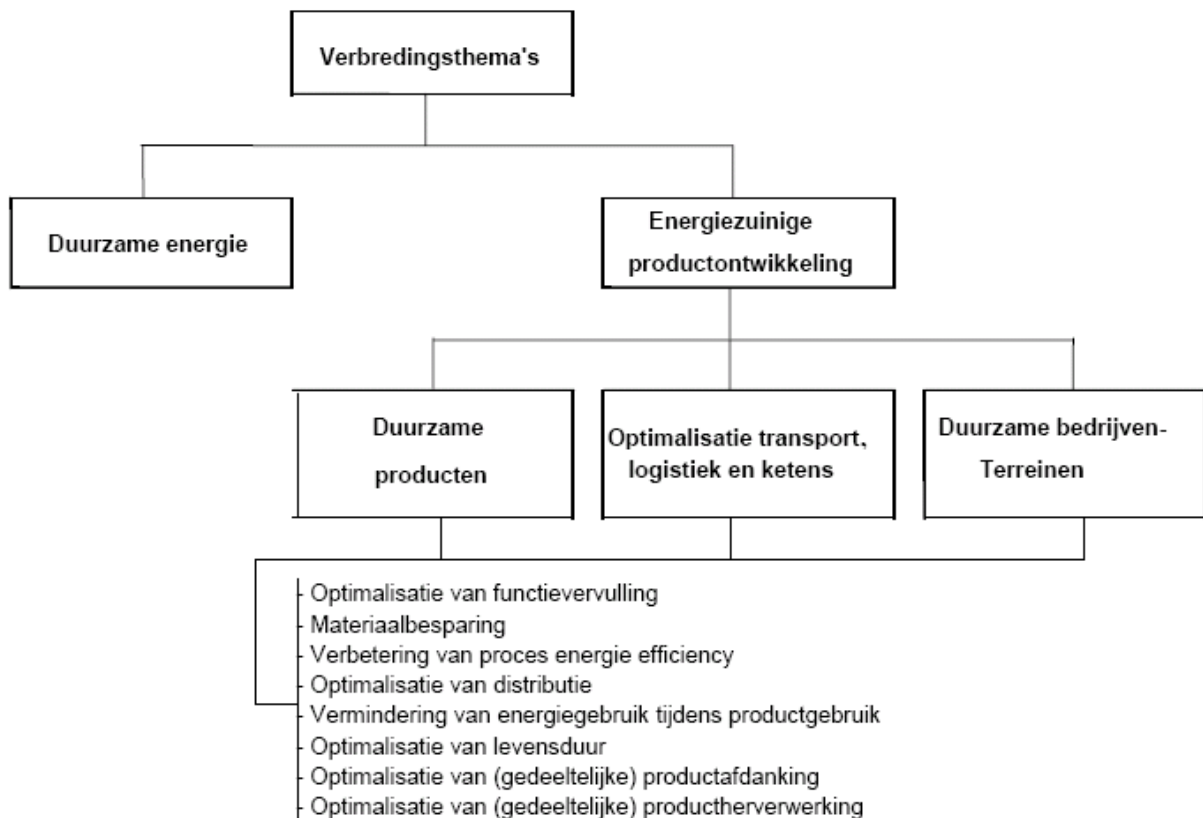 Verbredingsthema's
Duurzame energie
Energiezuinige
productontwikkeling
Duurzame
producten
Optimalisatie transport,
logistiek en ketens
Duurzame bedrijven-
Terreinen
- Optimalisatie van functievervulling
- Materiaalbesparing
- Verbetering van proces energie efficiency
- Optimalisatie van distributie
- Vermindering van energiegebruik tijdens productgebruik
- Optimalisatie van levensduur
- Optimalisatie van (gedeeltelijke) productafdanking
- Optimalisatie van (gedeeltelijke) productherverwerking